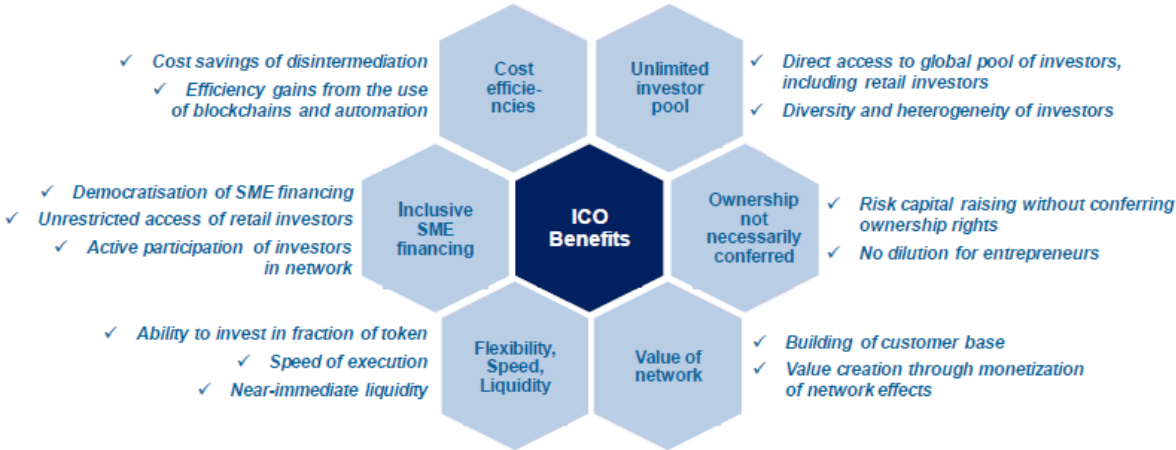 ✓ Cost savings of disintermediation
✓ Efficiency gains from the use
of blockchains and automation
Cost
efficie-
ncies
Unlimited
investor
pool
✓ Direct access to global pool of investors,
including retail investors
✓ Diversity and heterogeneity of investors
✓ Democratisation of SME financing
✓ Unrestricted access of retail investors
✓ Active participation of investors
in network
Inclusive
SME
financing
ICO
Benefits
Ownership
not
necessarily
conferred
✓ Risk capital raising without conferring
ownership rights
✓ No dilution for entrepreneurs
✓ Ability to invest in fraction of token
✓ Speed of execution
✓ Near-immediate liquidity
Flexibility,
Speed,
Liquidity
Value of
network
✓ Building of customer base
✓ Value creation through monetization
of network effects